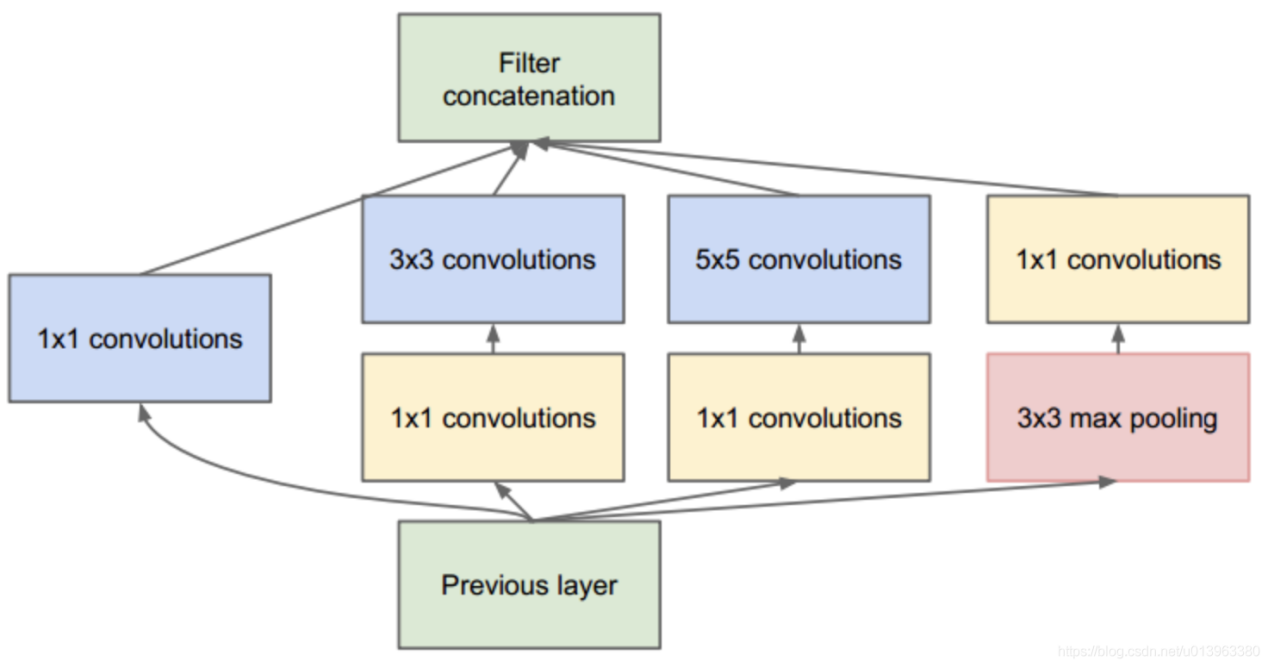 Filter
concatenation
3x3 convolutions
5x5 convolutions
1x1 convolutions
1x1 convolutions
1x1 convolutions
1x1 convolutions
3x3 max pooling
Previous layer
https://blog.csdn.net/u013963380